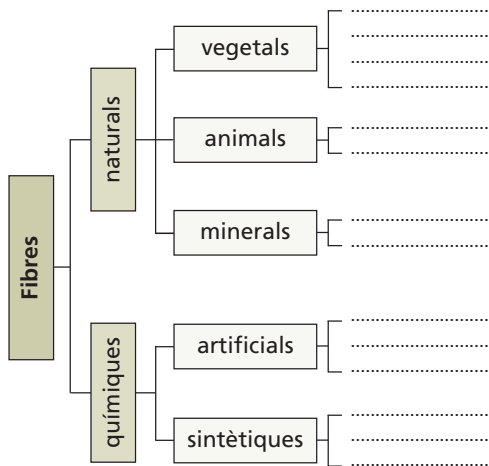 Fibres
naturals
vegetals
animals
minerals
químiques
artificials
sintètiques